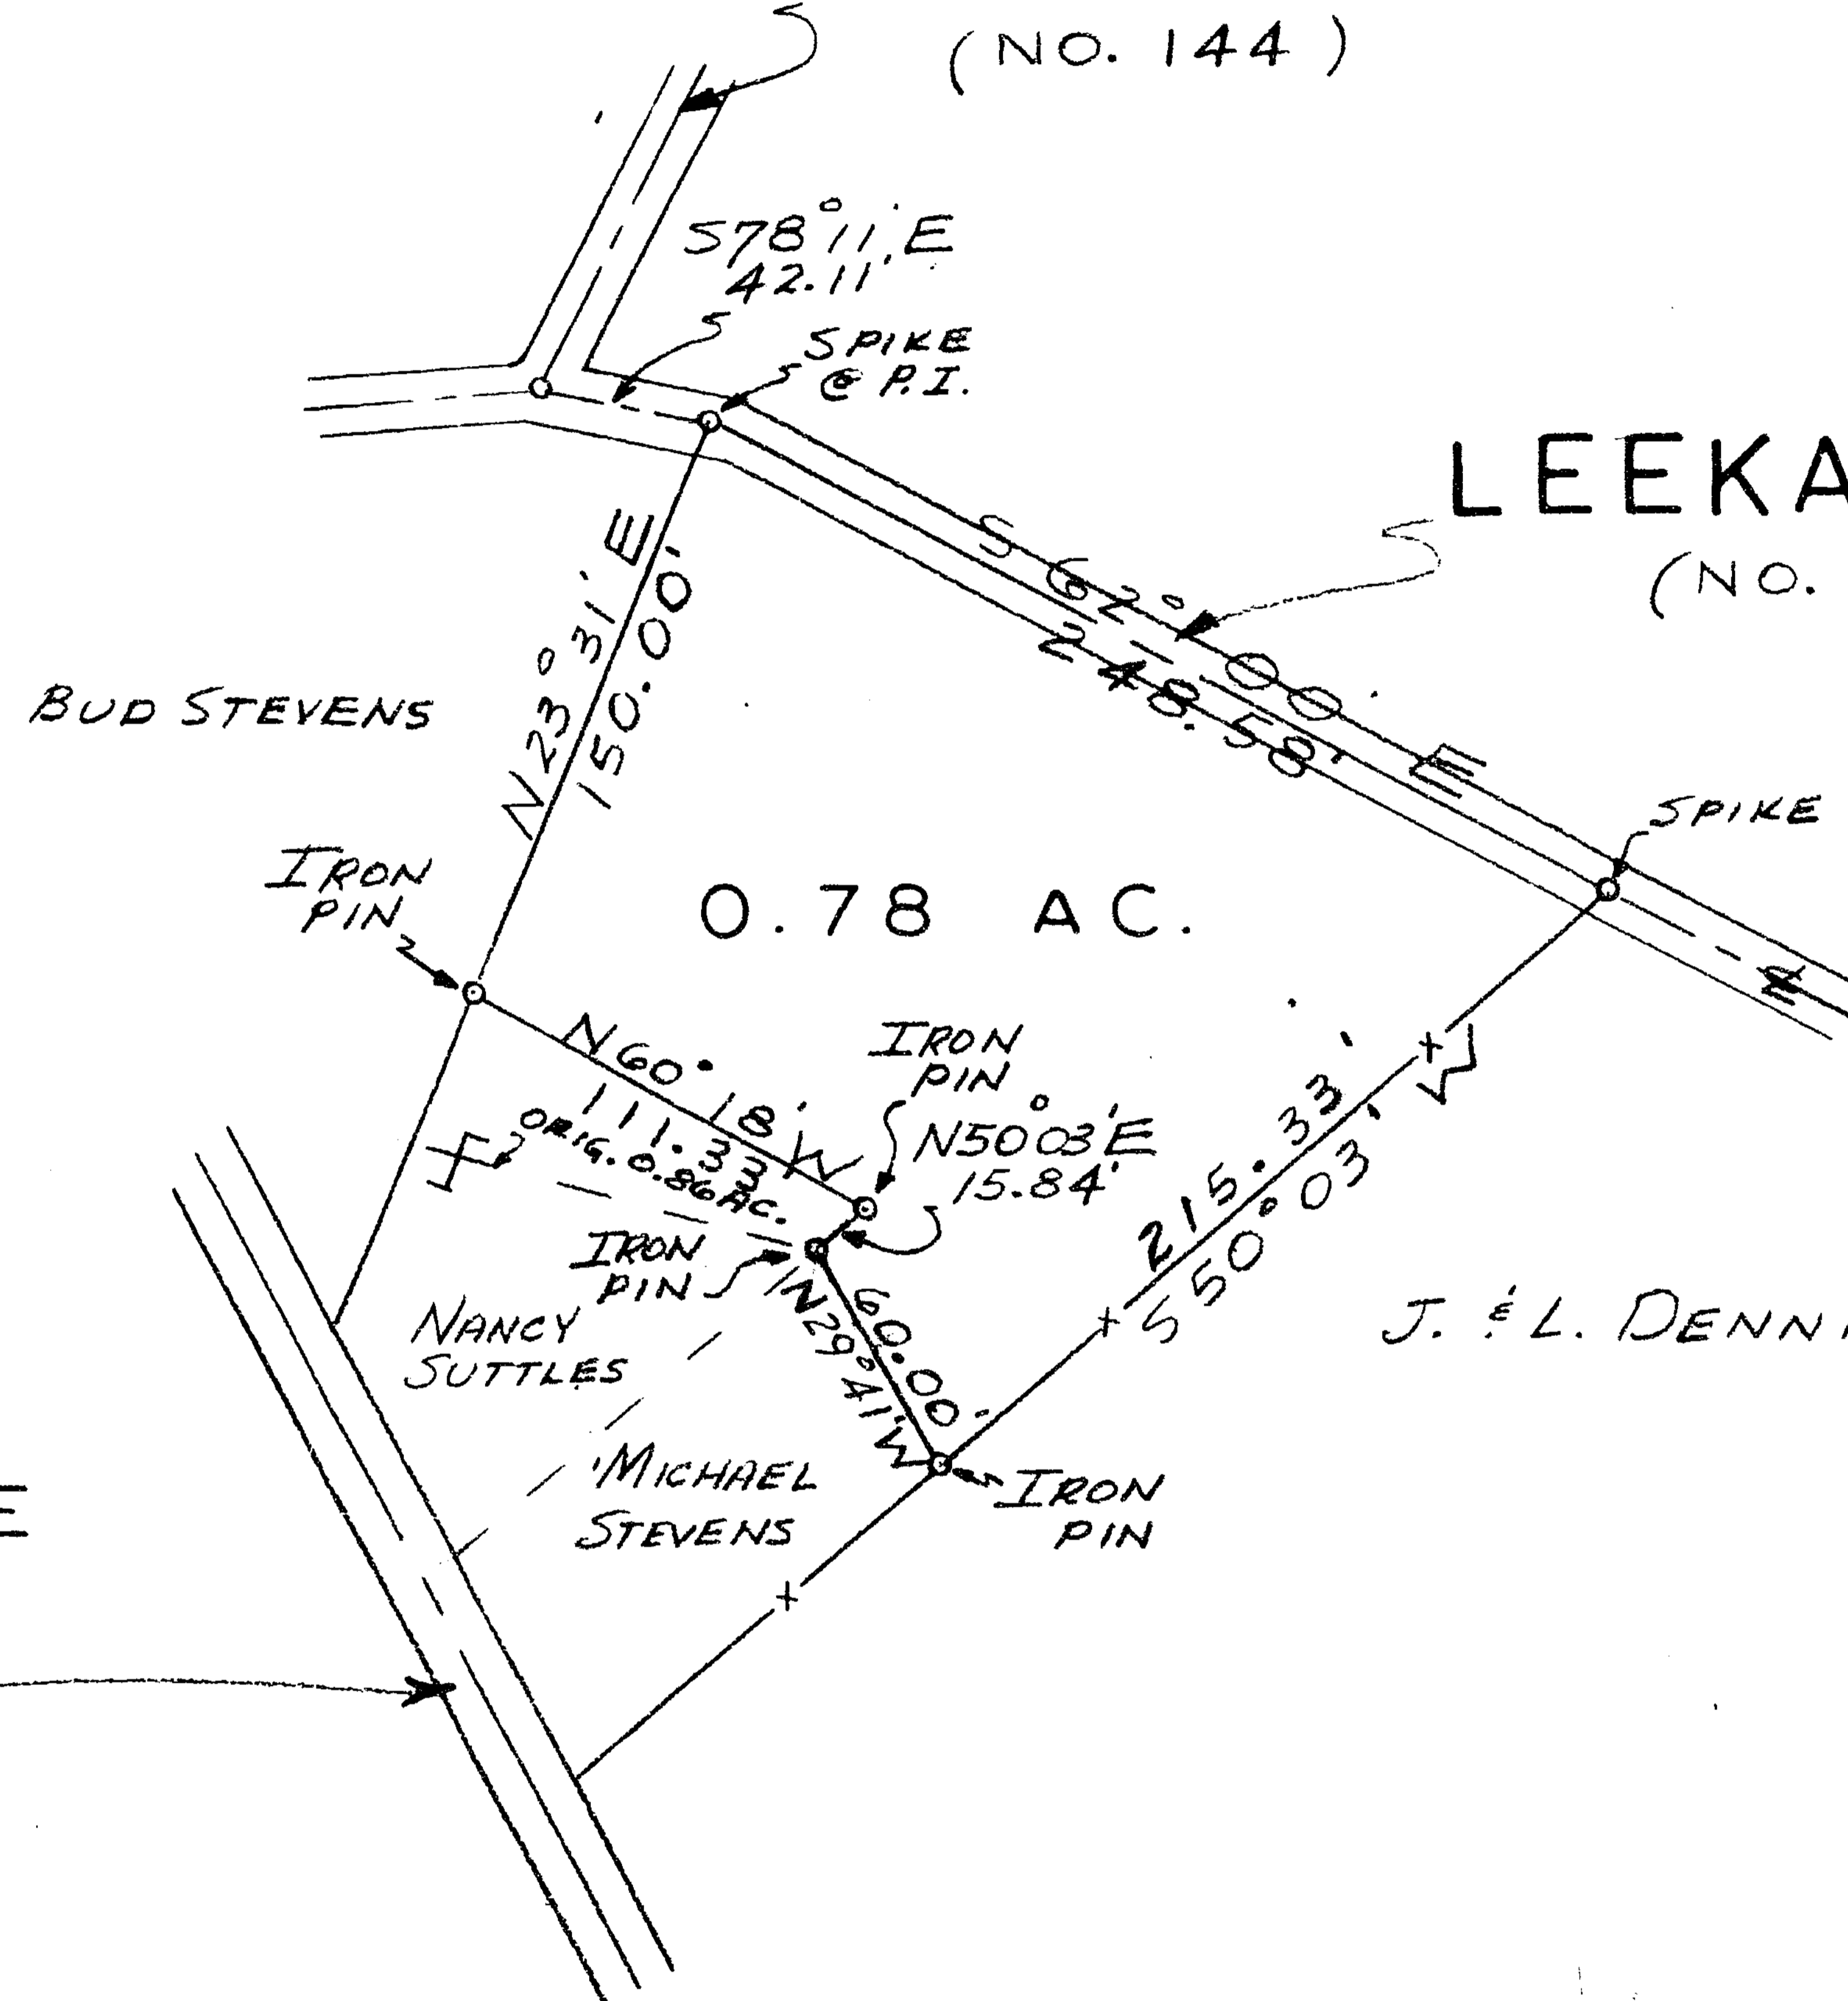 (NO. 144)
S78°11'E
42.11'
SPIKE
@ P.I.
LEEKA
(NO.
S 62° 00' E
248.58'
N23°31'E
150.00'
BUD STEVENS
SPIKE
IRON
PIN
0.78 AC.
IRON
PIN
N60°18'W
111.33'
ORIG. 0.86 AC.
N50°03'E
15.84'
215.33'
S50°03'W
IRON
PIN
NANCY
SUTTLES
60.00'
N29°41'W
J. & L. DENN
MICHAEL
STEVENS
IRON
PIN
E